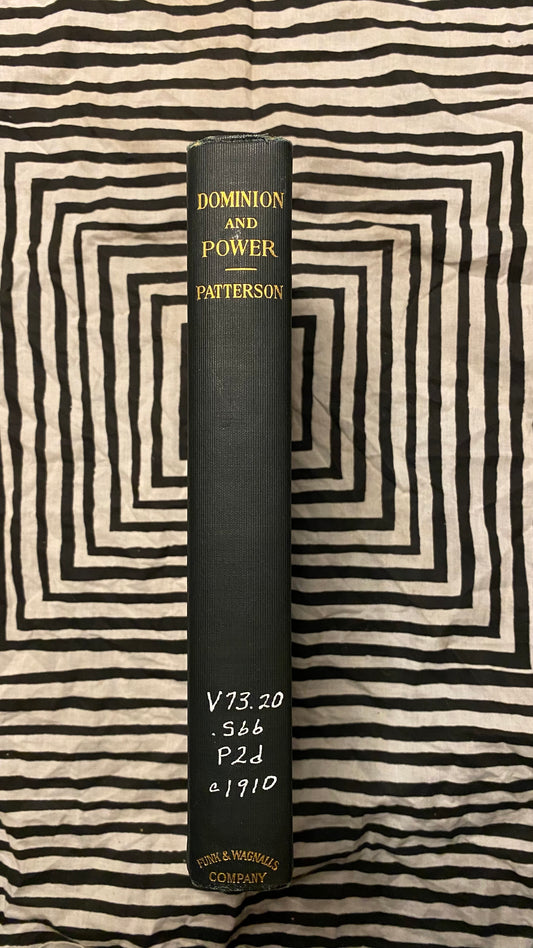 DOMINION
AND
POWER
PATTERSON
V73.20
.S66
P2d
c1910
FUNK & WAGNALLS
COMPANY